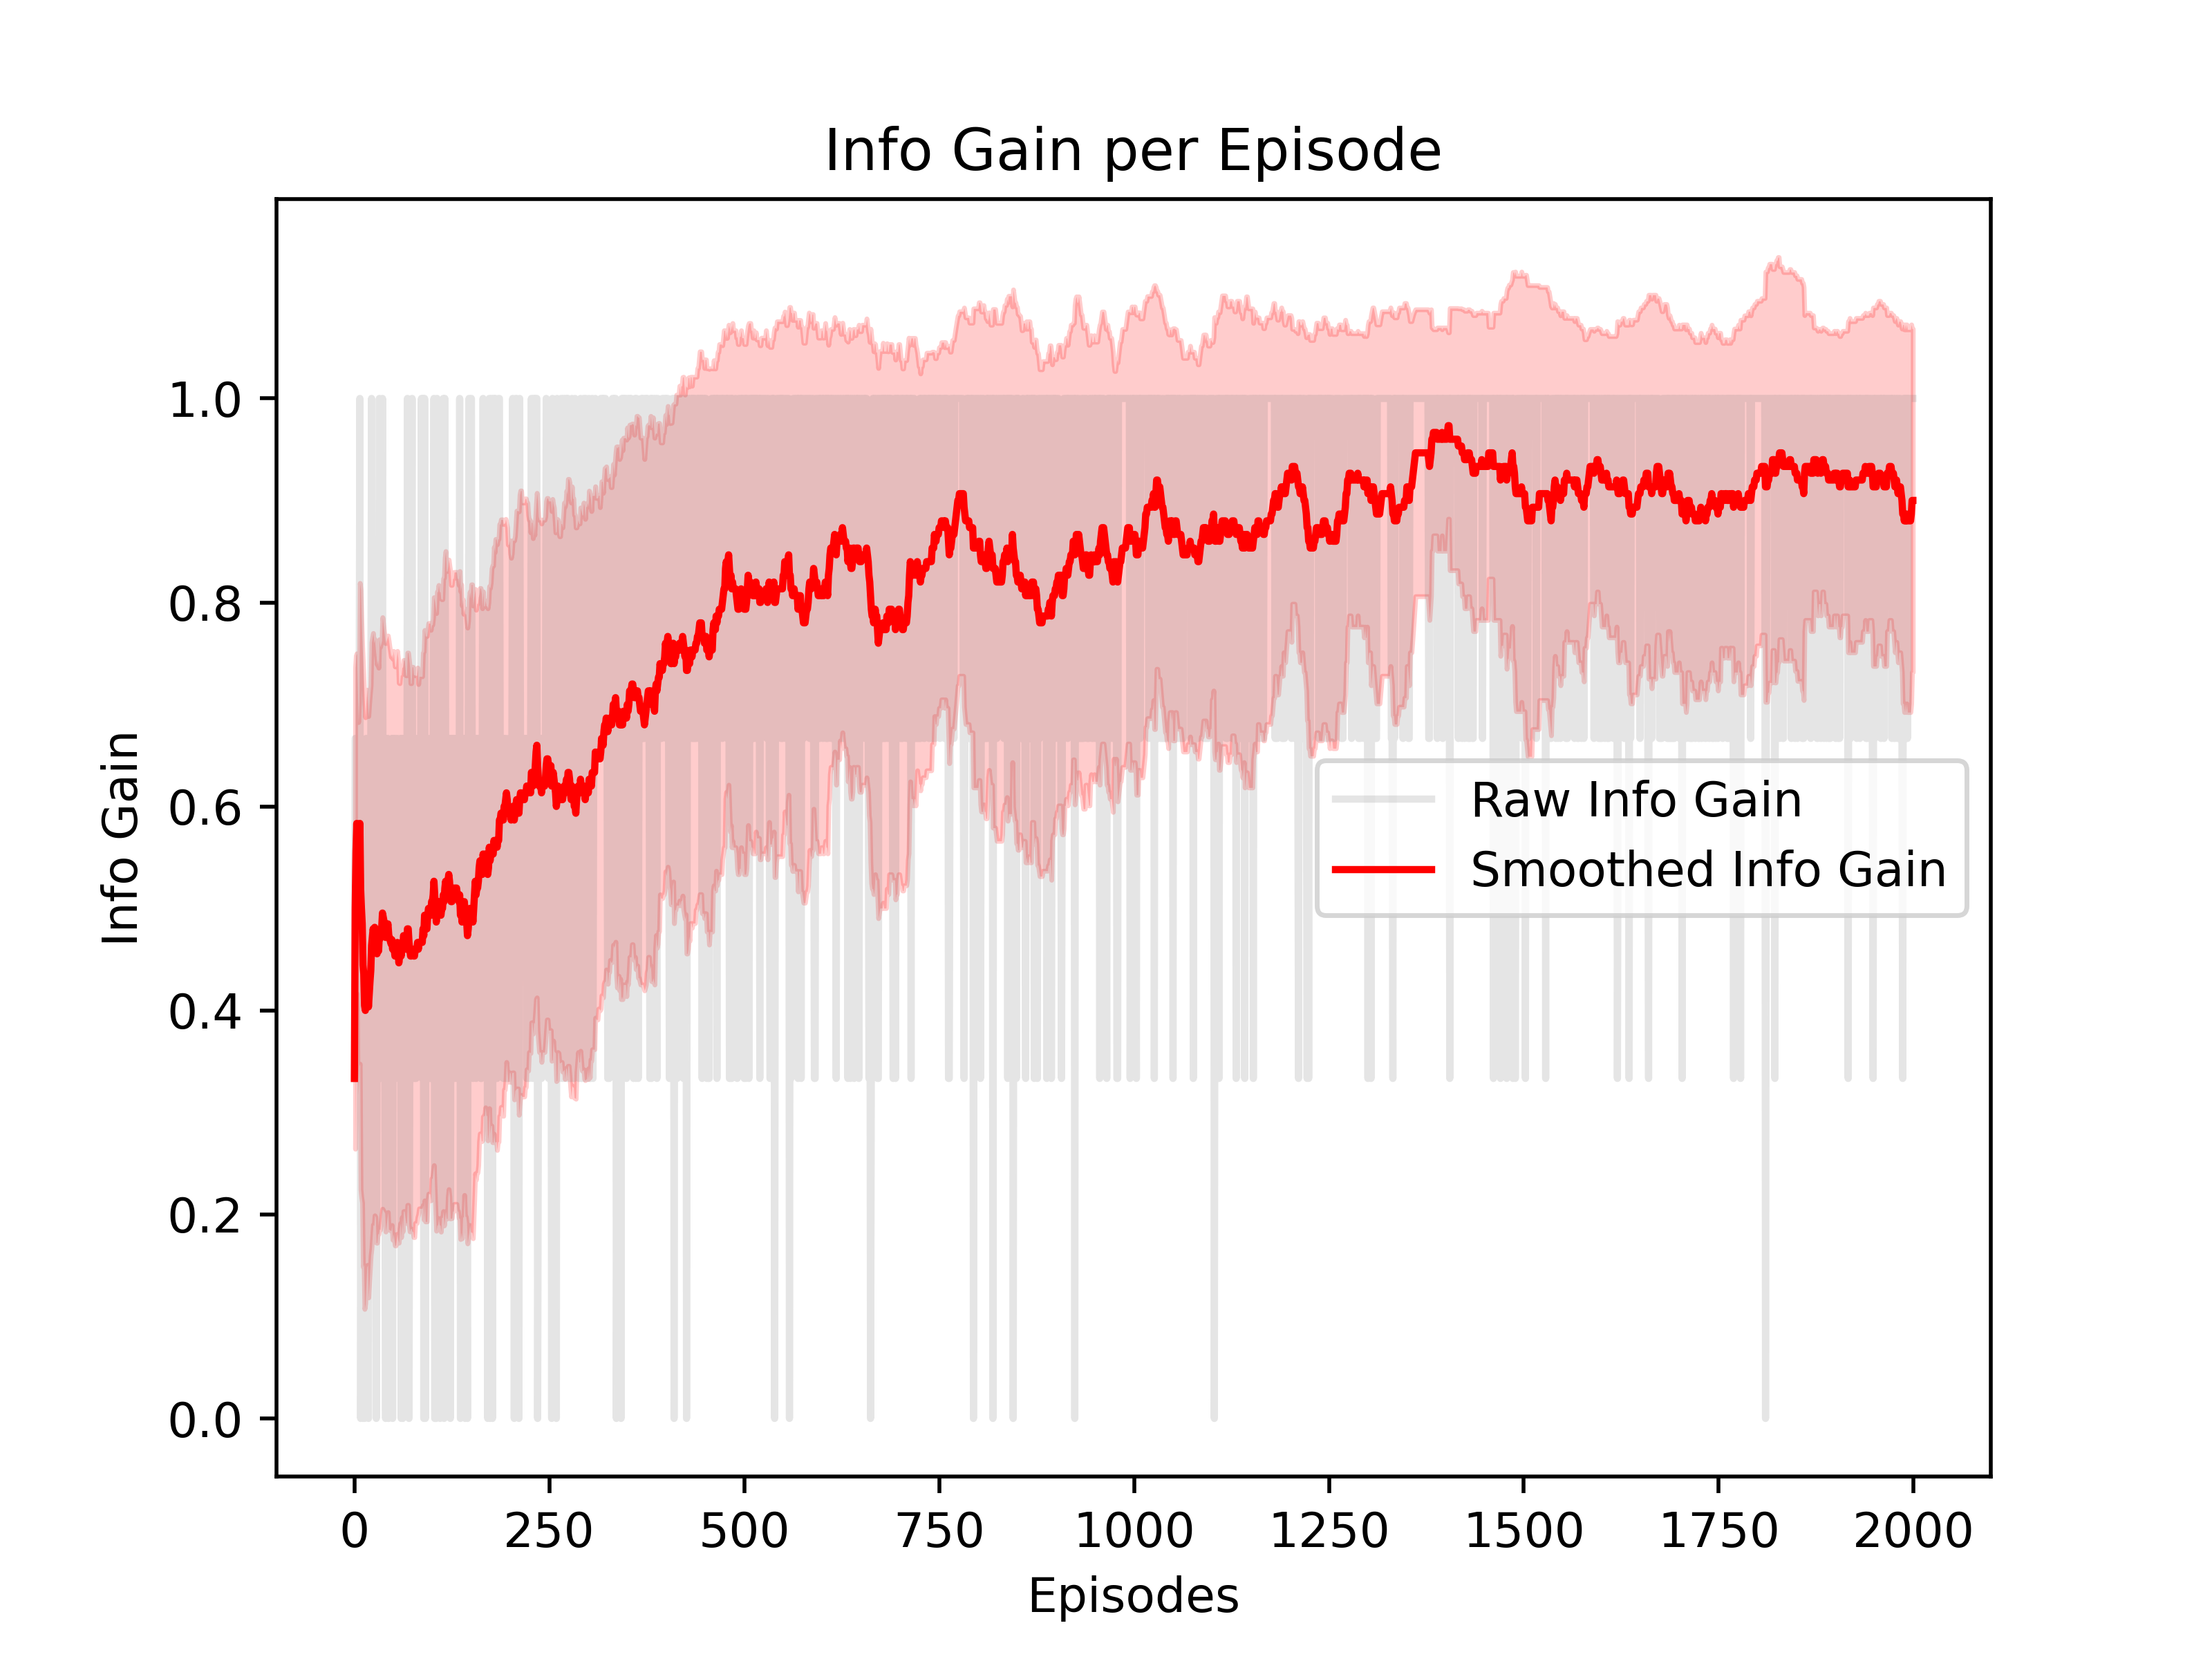 Info Gain per Episode
Info Gain
1.0
0.8
0.6
0.4
0.2
0.0
Raw Info Gain
Smoothed Info Gain
0 250 500 750 1000 1250 1500 1750 2000
Episodes